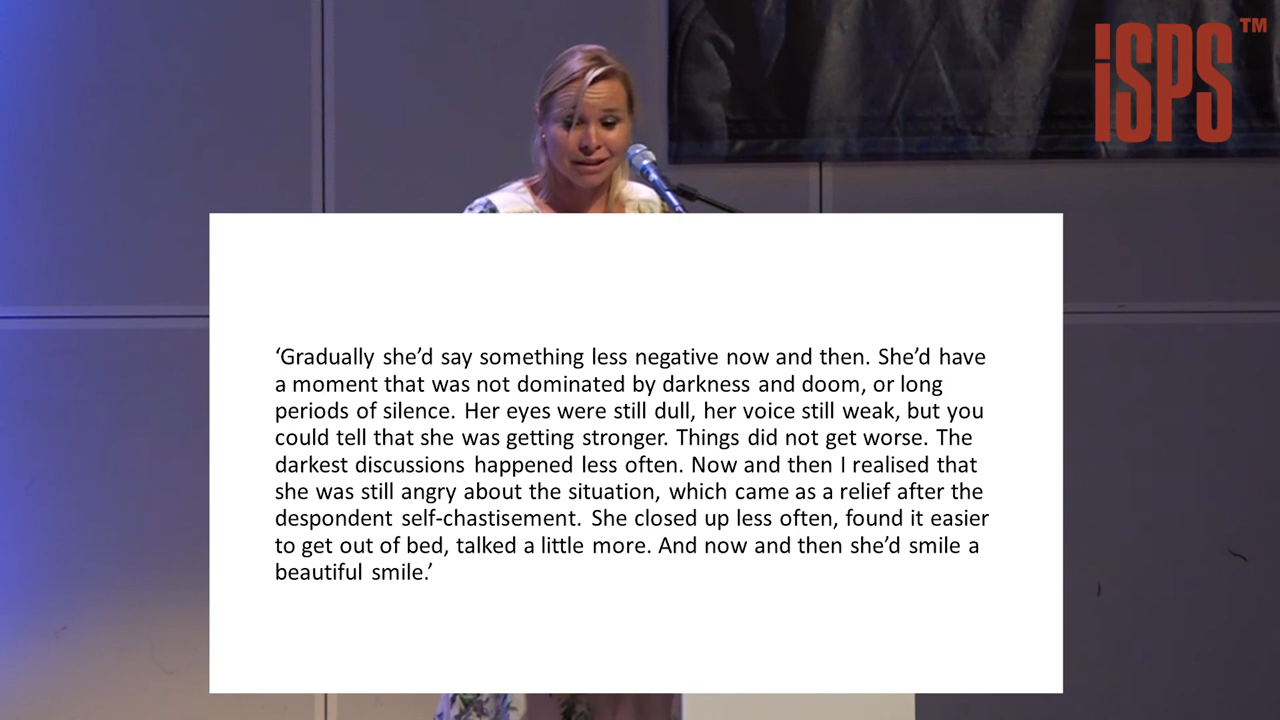 iSPS™
‘Gradually she’d say something less negative now and then. She’d have
a moment that was not dominated by darkness and doom, or long
periods of silence. Her eyes were still dull, her voice still weak, but you
could tell that she was getting stronger. Things did not get worse. The
darkest discussions happened less often. Now and then I realised that
she was still angry about the situation, which came as a relief after the
despondent self-chastisement. She closed up less often, found it easier
to get out of bed, talked a little more. And now and then she’d smile a
beautiful smile.’